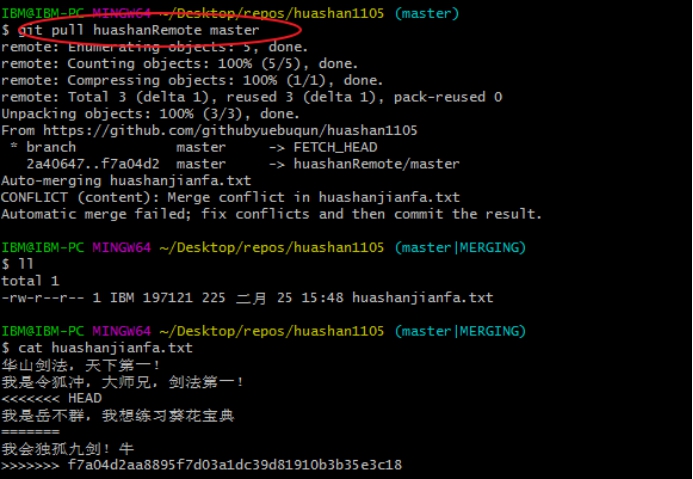 IBM@IBM-PC MINGW64 ~/Desktop/repos/huashan1105 (master)
$ git pull huashanRemote master
remote: Enumerating objects: 5, done.
remote: Counting objects: 100% (5/5), done.
remote: Compressing objects: 100% (1/1), done.
remote: Total 3 (delta 1), reused 3 (delta 1), pack-reused 0
Unpacking objects: 100% (3/3), done.
From https://github.com/githubyuebuqun/huashan1105
 * branch            master     -> FETCH_HEAD
   2a40647..f7a04d2  master     -> huashanRemote/master
Auto-merging huashanjianfa.txt
CONFLICT (content): Merge conflict in huashanjianfa.txt
Automatic merge failed; fix conflicts and then commit the result.
IBM@IBM-PC MINGW64 ~/Desktop/repos/huashan1105 (master|MERGING)
$ ll
total 1
-rw-r--r-- 1 IBM 197121 225 二月 25 15:48 huashanjianfa.txt
IBM@IBM-PC MINGW64 ~/Desktop/repos/huashan1105 (master|MERGING)
$ cat huashanjianfa.txt
华山剑法，天下第一！
我是令狐冲，大师兄，剑法第一！
<<<<<<< HEAD
我是岳不群，我想练习葵花宝典
=======
我会独孤九剑！牛
>>>>>>> f7a04d2aa8895f7d03a1dc39d81910b3b35e3c18